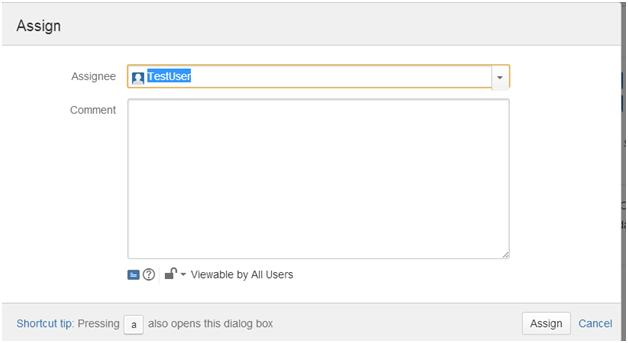 Assign
Assignee TestUser
Comment
Viewable by All Users
Shortcut tip: Pressing a also opens this dialog box Assign Cancel